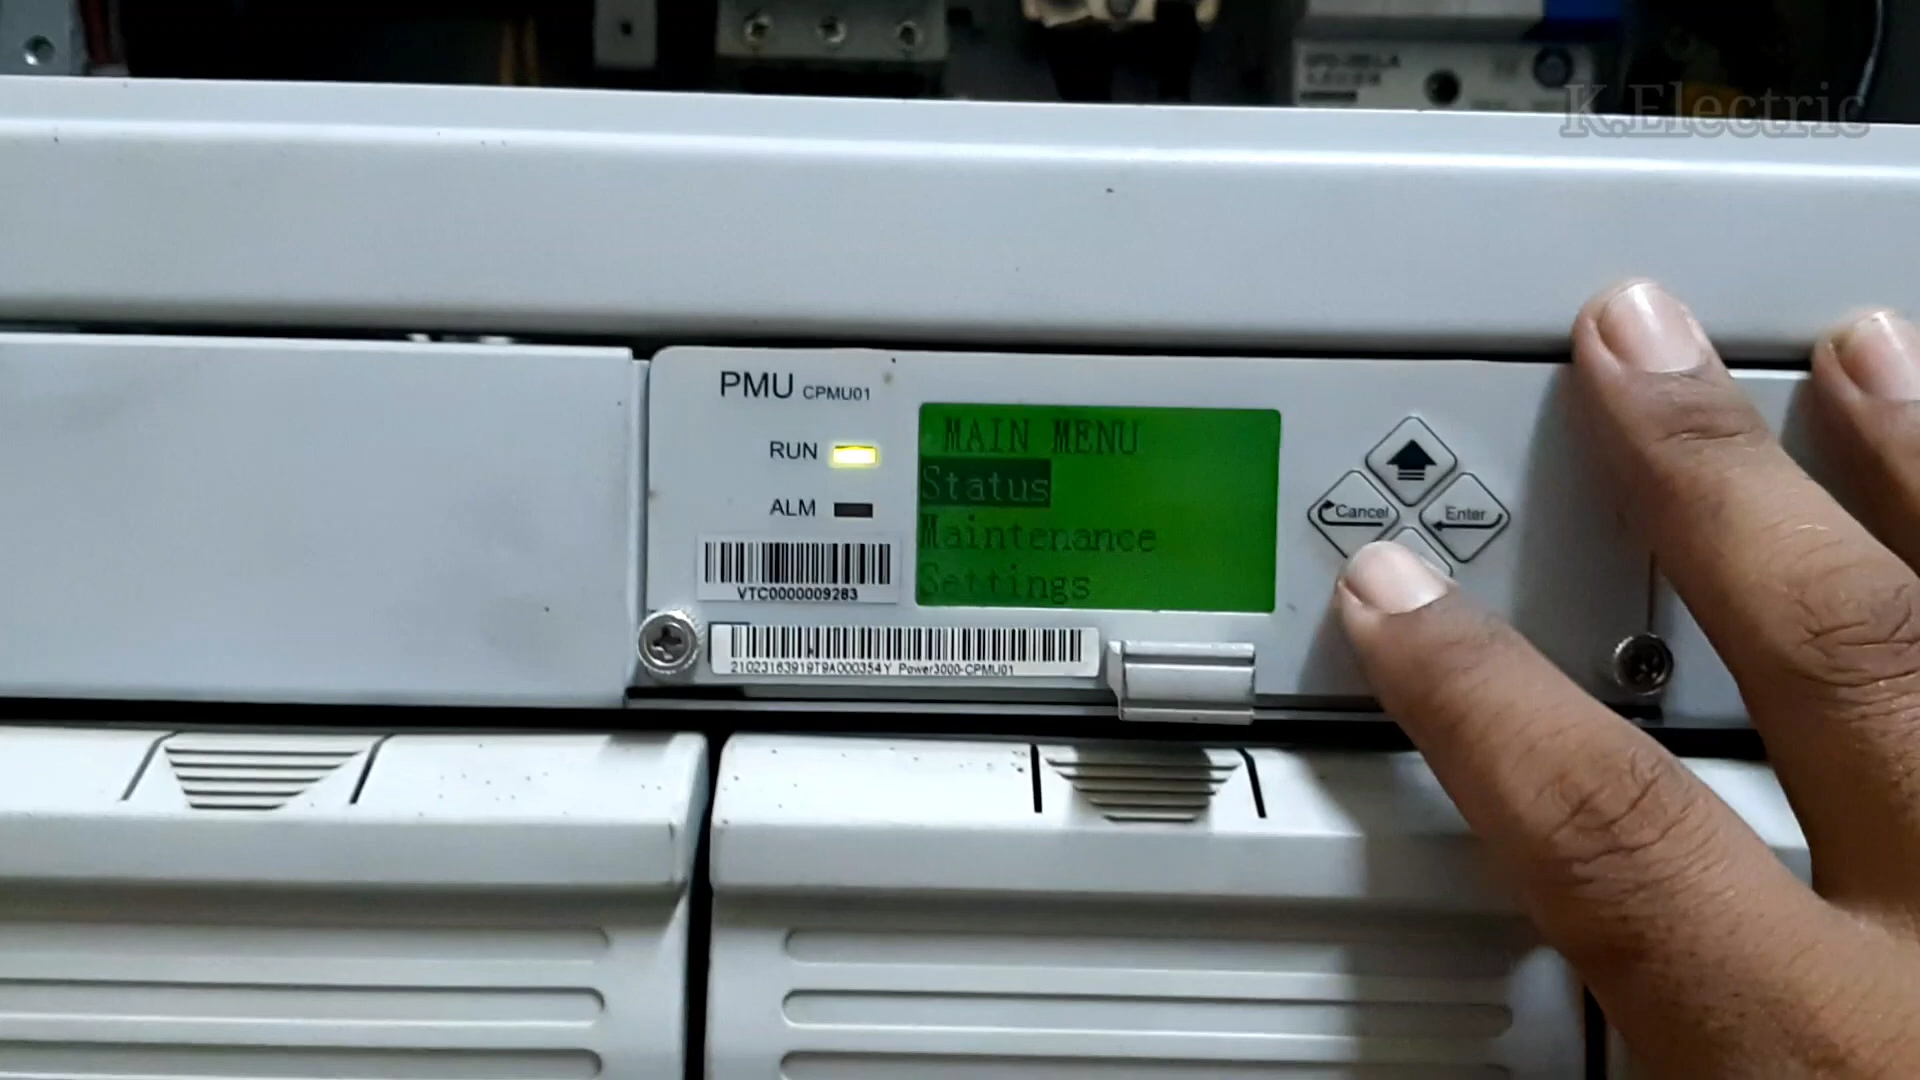 K.Electric
PMU CPMU01
RUN
ALM
MAIN MENU
Status
Maintenance
Settings
Cancel
Enter
VTC0000009283
21023163919T9A000354Y Power3000-CPMU01